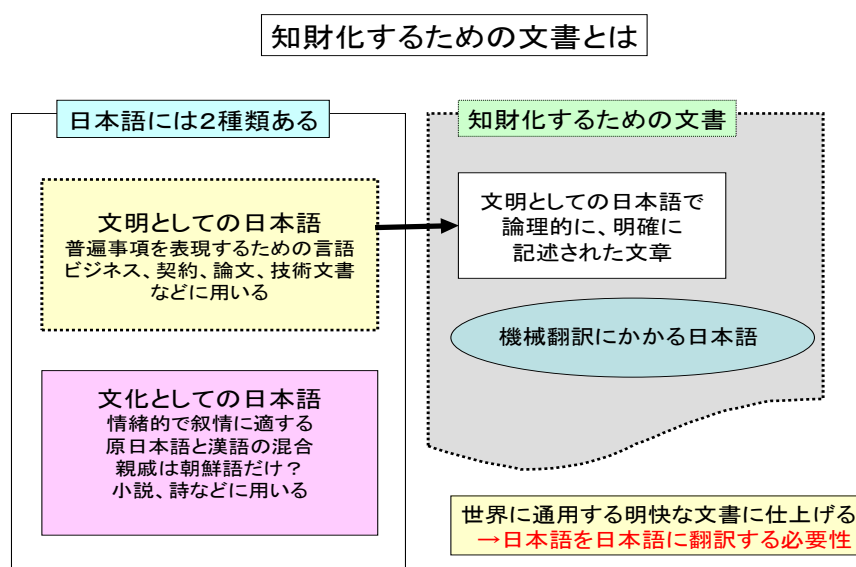 知財化するための文書とは
日本語には２種類ある
文明としての日本語
普遍事項を表現するための言語
ビジネス、契約、論文、技術文書
などに用いる
文化としての日本語
情緒的で叙情に適する
原日本語と漢語の混合
親戚は朝鮮語だけ？
小説、詩などに用いる
知財化するための文書
文明としての日本語で
論理的に、明確に
記述された文章
機械翻訳にかかる日本語
世界に通用する明快な文書に仕上げる
→日本語を日本語に翻訳する必要性